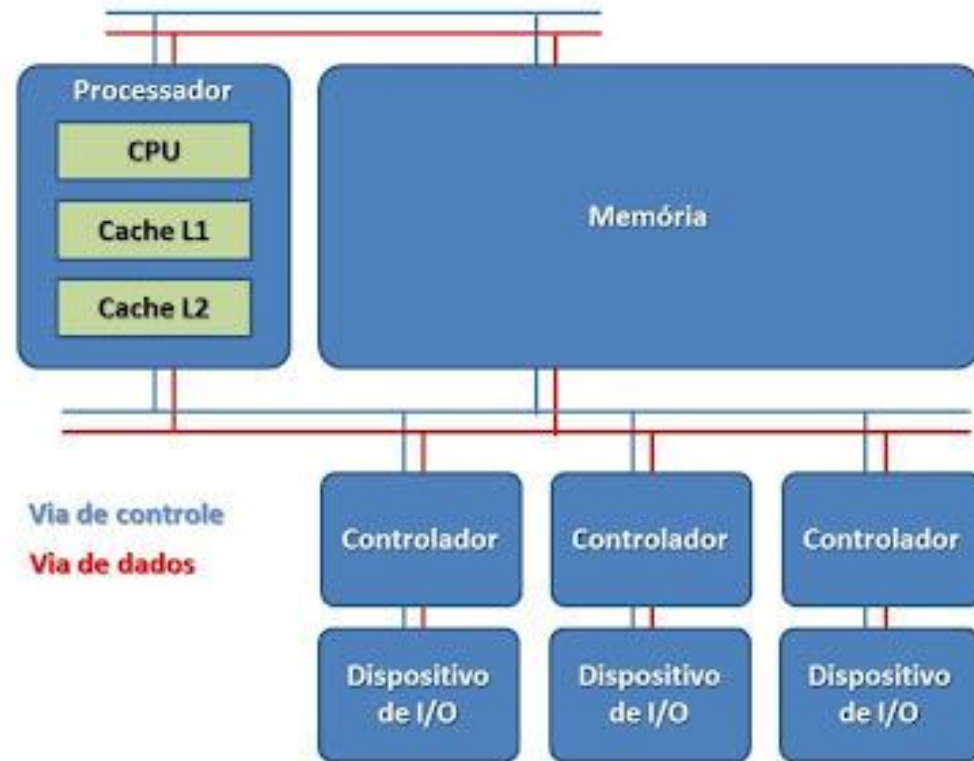 Processador
CPU
Cache L1
Cache L2
Memória
Via de controle
Via de dados
Controlador
Controlador
Controlador
Dispositivo
de I/O
Dispositivo
de I/O
Dispositivo
de I/O